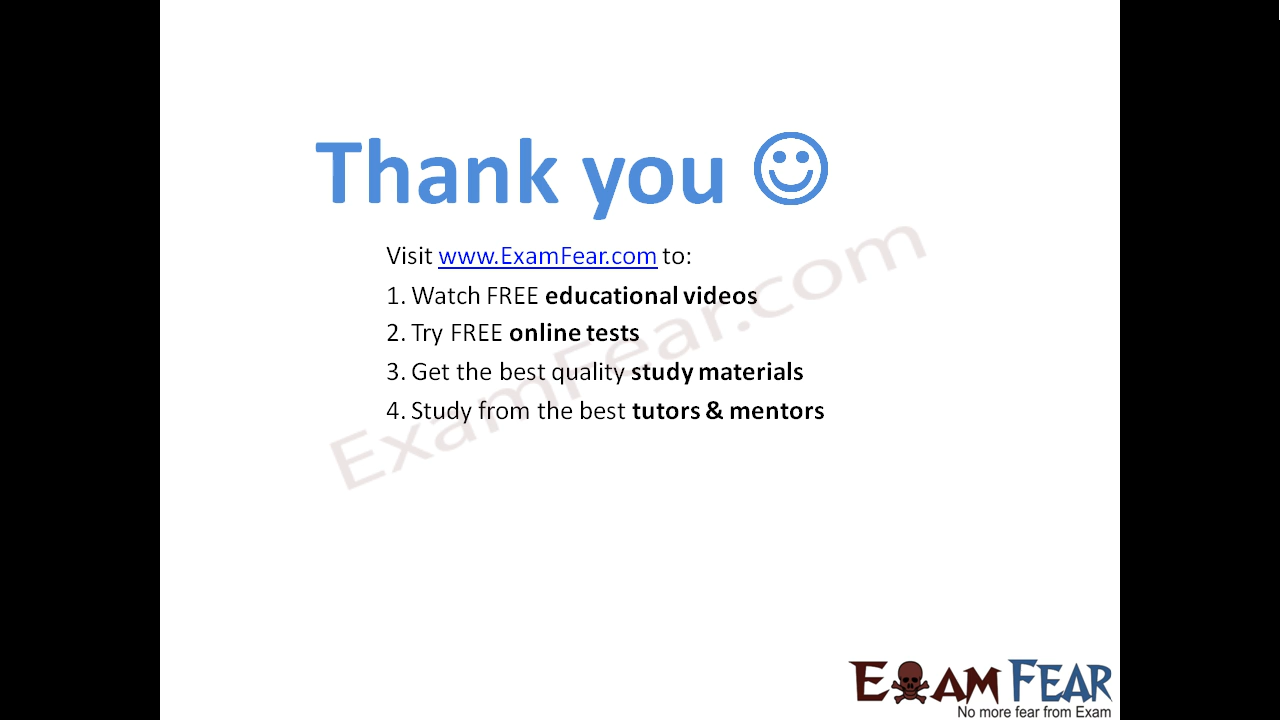 Thank you ☺
Visit www.ExamFear.com to:
1. Watch FREE educational videos
2. Try FREE online tests
3. Get the best quality study materials
4. Study from the best tutors & mentors
ExamFear.com
EXAM FEAR
No more fear from Exam